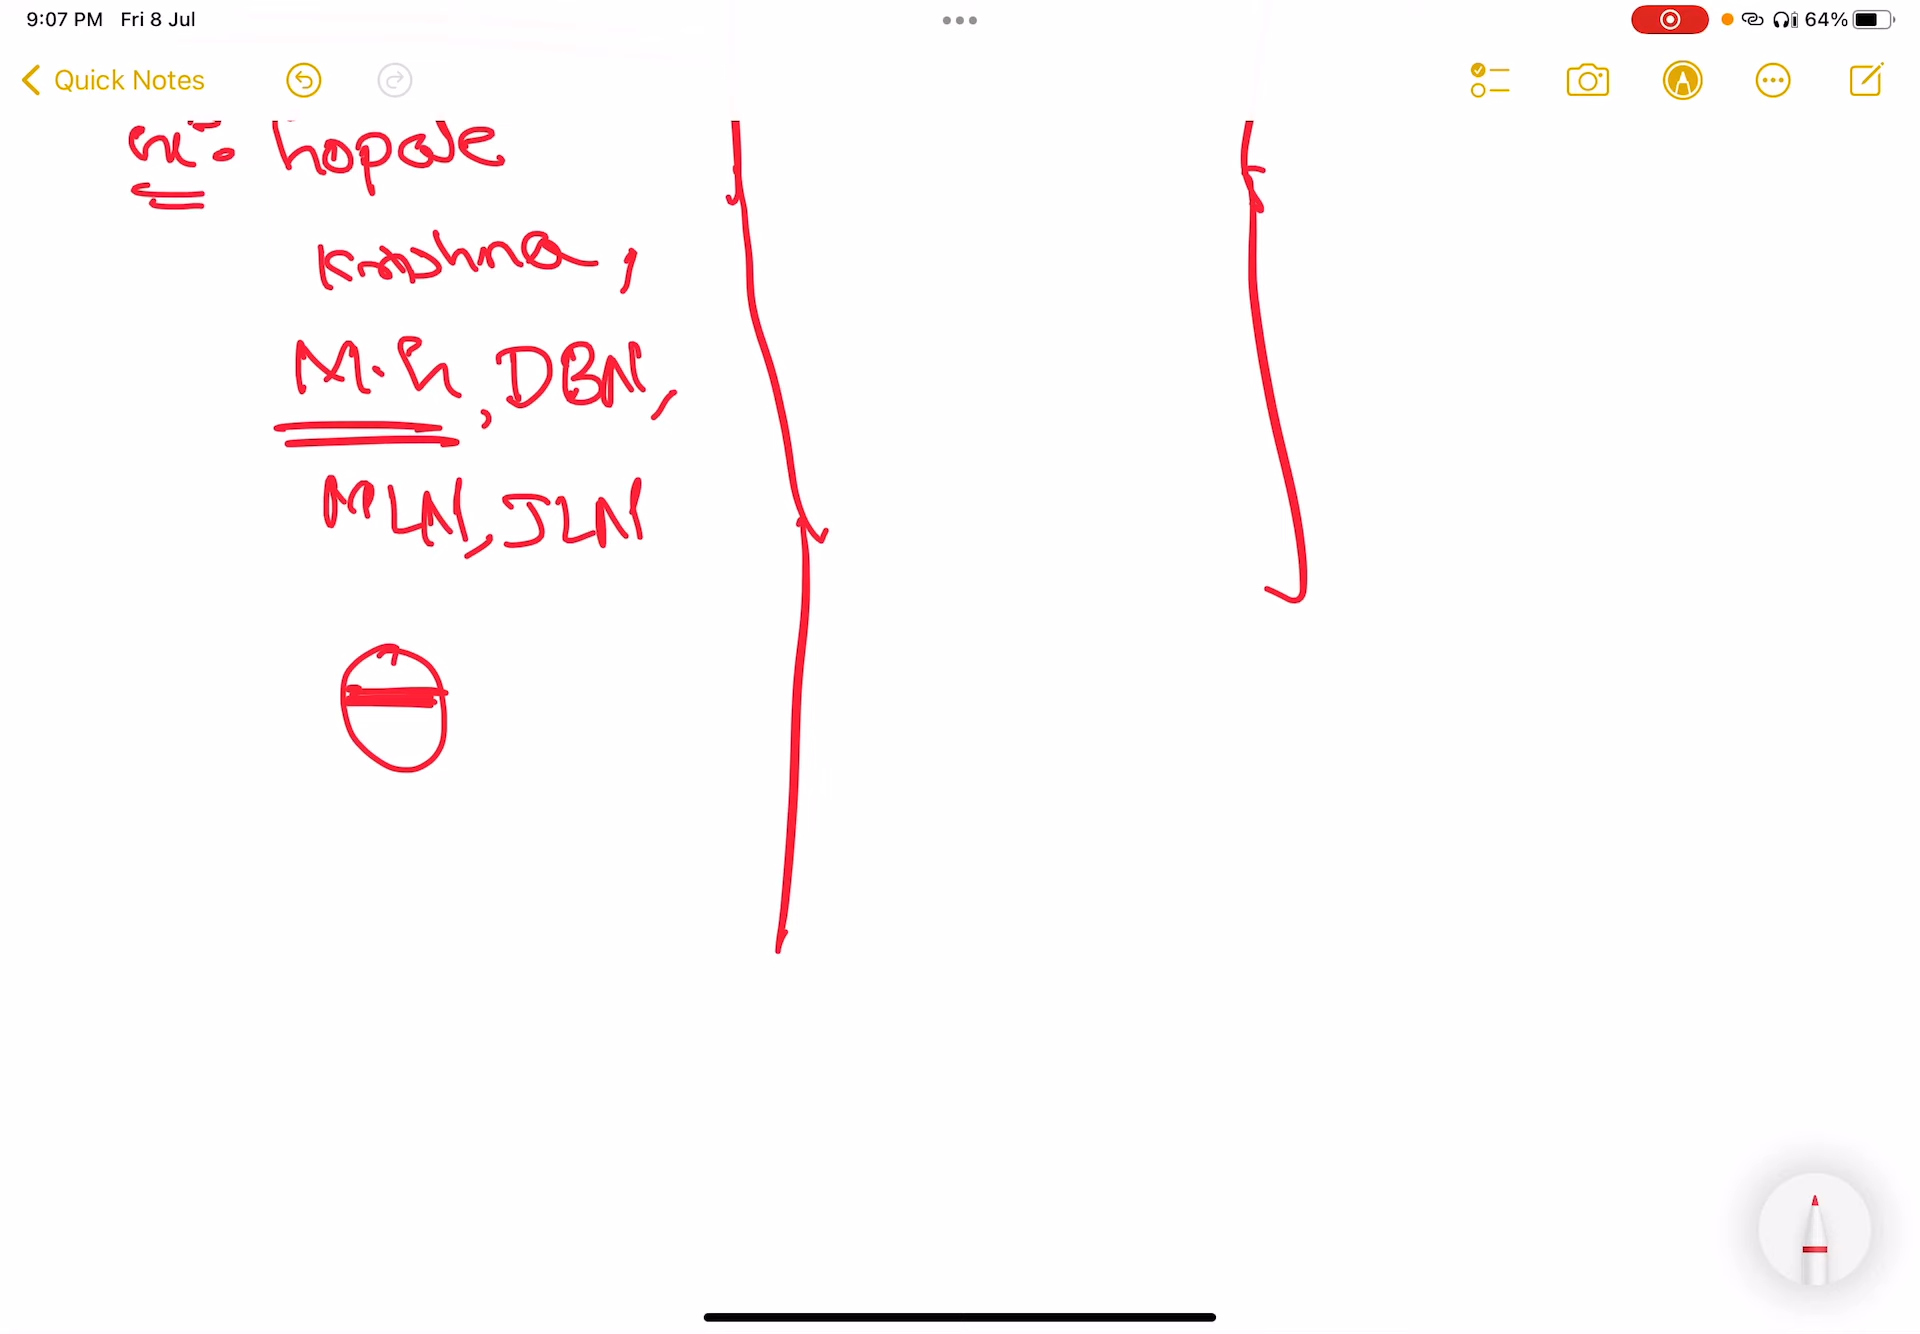 9:07 PM Fri 8 Jul 64%
Quick Notes
hopale
Krishna,
M.G, DBN,
MLN, JLN